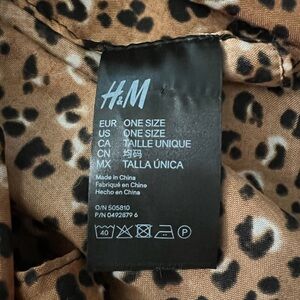 H&M
EUR ONE SIZE
US ONE SIZE
CA TAILLE UNIQUE
CN 均码
MX TALLA ÚNICA
Made in China
Fabriqué en Chine
Hecho en China
O/N 505810
P/N 0492879 6
40 P